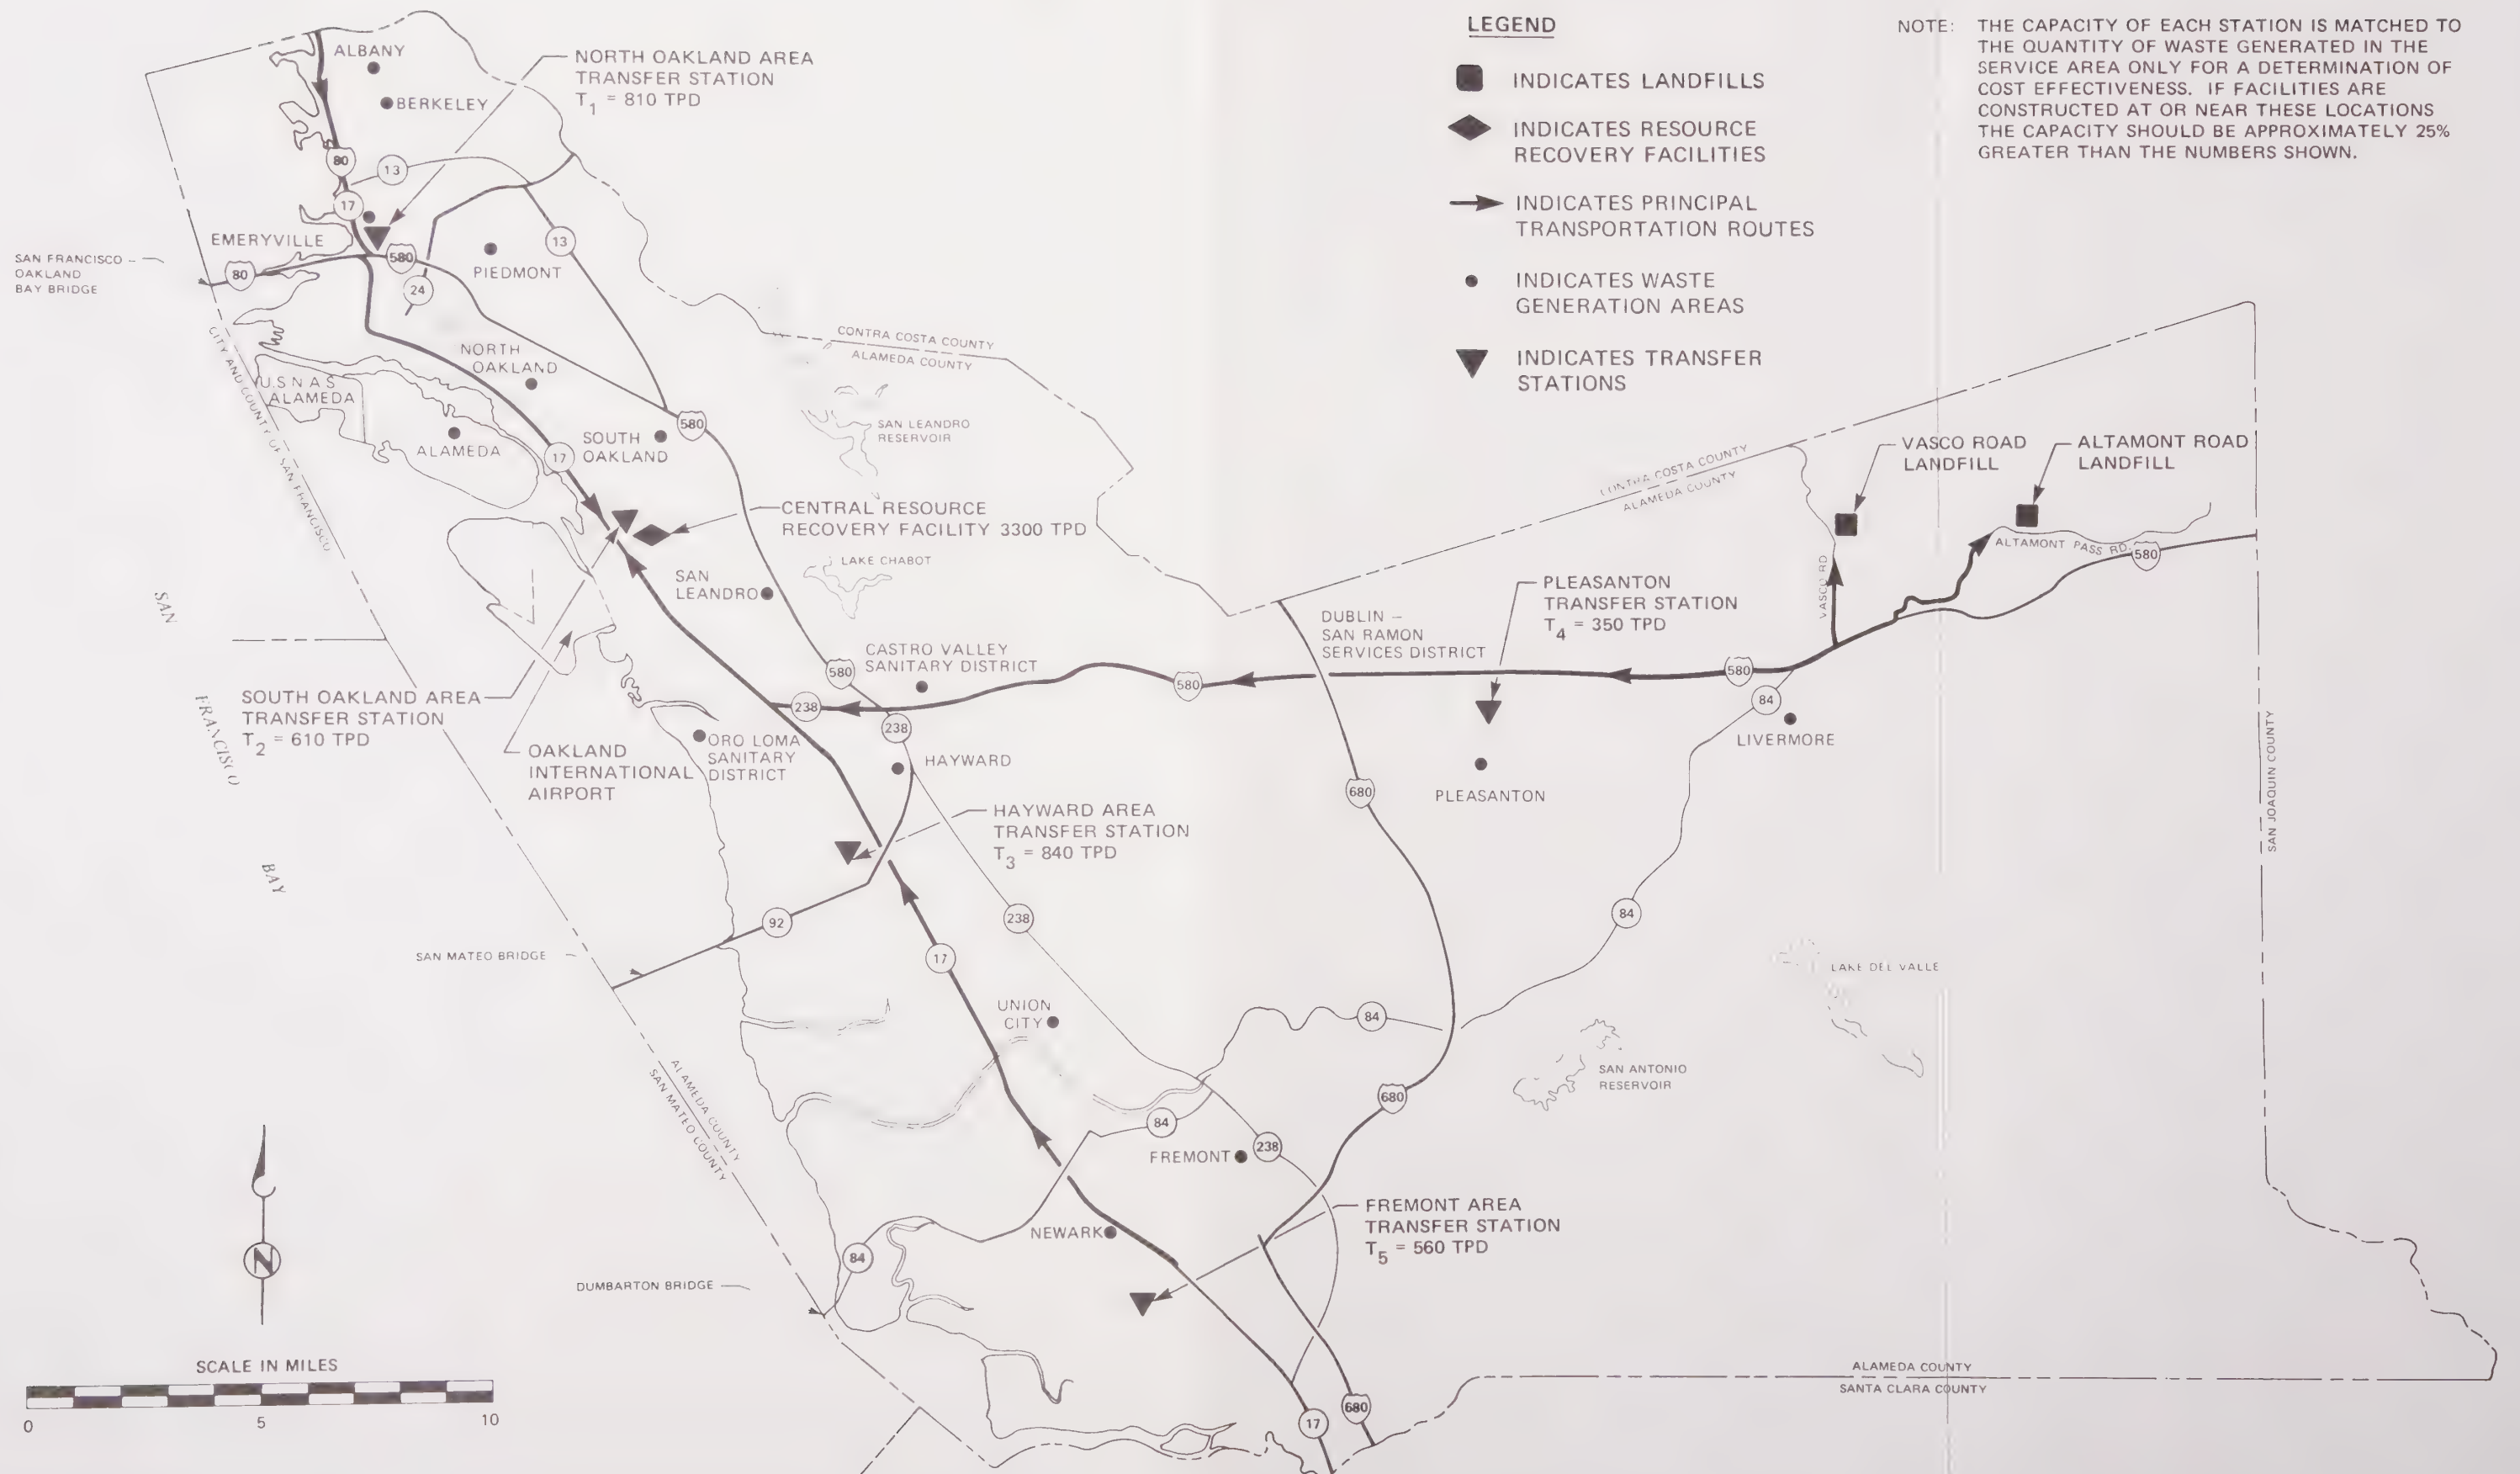 LEGEND
INDICATES LANDFILLS
INDICATES RESOURCE
RECOVERY FACILITIES
INDICATES PRINCIPAL
TRANSPORTATION ROUTES
INDICATES WASTE
GENERATION AREAS
INDICATES TRANSFER
STATIONS
NOTE: THE CAPACITY OF EACH STATION IS MATCHED TO
THE QUANTITY OF WASTE GENERATED IN THE
SERVICE AREA ONLY FOR A DETERMINATION OF
COST EFFECTIVENESS. IF FACILITIES ARE
CONSTRUCTED AT OR NEAR THESE LOCATIONS
THE CAPACITY SHOULD BE APPROXIMATELY 25%
GREATER THAN THE NUMBERS SHOWN.
ALBANY
BERKELEY
NORTH OAKLAND AREA
TRANSFER STATION
T1 = 810 TPD
80
13
17
EMERYVILLE
SAN FRANCISCO –
OAKLAND
BAY BRIDGE
80
580
24
13
PIEDMONT
CITY AND COUNTY OF SAN FRANCISCO
NORTH
OAKLAND
U.S N A S
ALAMEDA
ALAMEDA
CONTRA COSTA COUNTY
ALAMEDA COUNTY
SAN LEANDRO
RESERVOIR
580
SOUTH
OAKLAND
17
CENTRAL RESOURCE
RECOVERY FACILITY 3300 TPD
LAKE CHABOT
SAN
LEANDRO
CONTRA COSTA COUNTY
ALAMEDA COUNTY
VASCO ROAD
LANDFILL
ALTAMONT ROAD
LANDFILL
ALTAMONT PASS RD.
580
VASCO RD
PLEASANTON
TRANSFER STATION
T4 = 350 TPD
DUBLIN –
SAN RAMON
SERVICES DISTRICT
CASTRO VALLEY
SANITARY DISTRICT
580
580
580
84
LIVERMORE
238
238
SAN
FRANCISCO
BAY
SOUTH OAKLAND AREA
TRANSFER STATION
T2 = 610 TPD
OAKLAND
INTERNATIONAL
AIRPORT
ORO LOMA
SANITARY
DISTRICT
HAYWARD
680
PLEASANTON
SAN JOAQUIN COUNTY
HAYWARD AREA
TRANSFER STATION
T3 = 840 TPD
92
238
84
SAN MATEO BRIDGE
17
LAKE DEL VALLE
UNION
CITY
84
SAN ANTONIO
RESERVOIR
680
ALAMEDA COUNTY
SAN MATEO COUNTY
84
238
FREMONT
FREMONT AREA
TRANSFER STATION
T5 = 560 TPD
NEWARK
84
DUMBARTON BRIDGE
N
SCALE IN MILES
0 5 10
ALAMEDA COUNTY
SANTA CLARA COUNTY
680
17